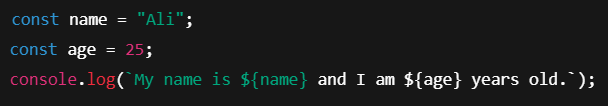 const name = "Ali";
const age = 25;
console.log(`My name is ${name} and I am ${age} years old.`);